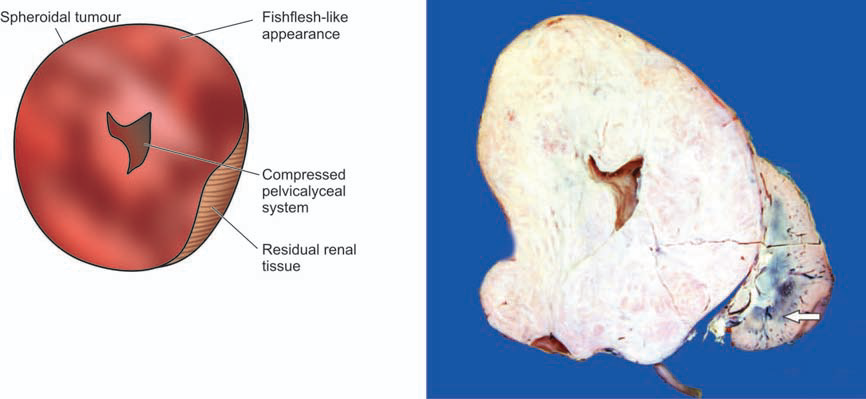 Spheroidal tumour
Fishflesh-like
appearance
Compressed
pelvicalyceal
system
Residual renal
tissue